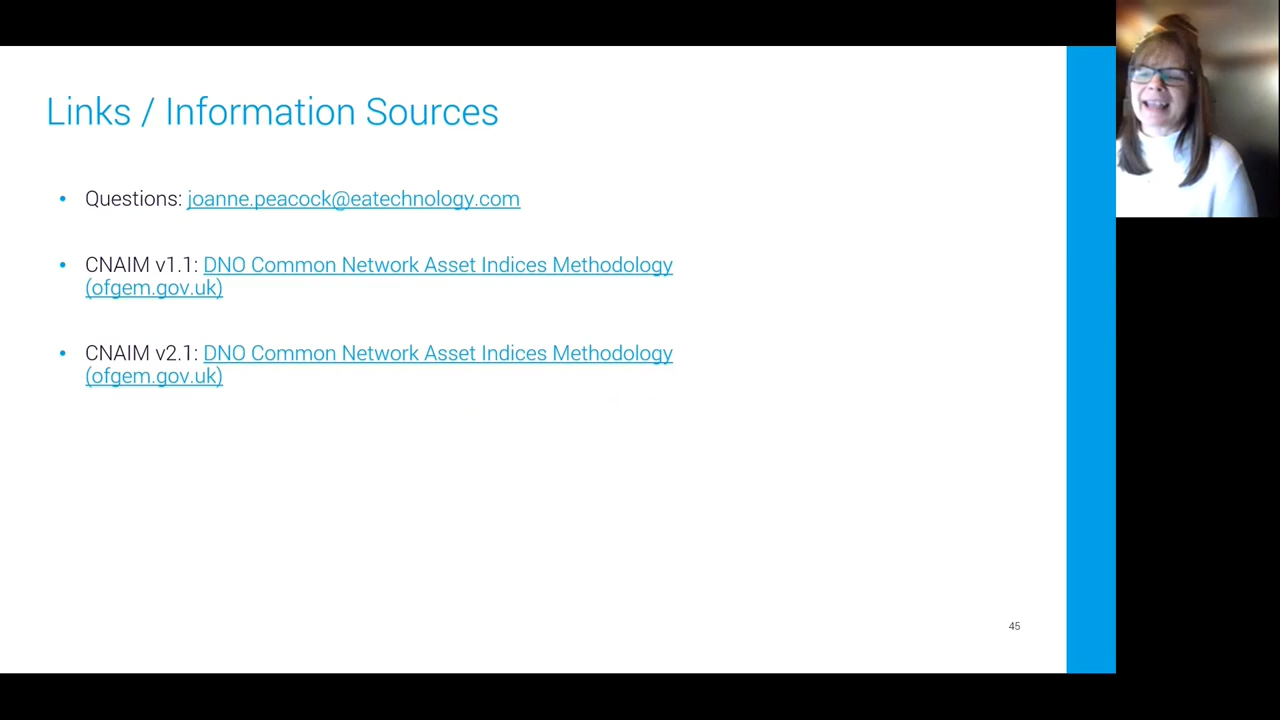 Links / Information Sources
• Questions: joanne.peacock@eatechnology.com
• CNAIM v1.1: DNO Common Network Asset Indices Methodology
(ofgem.gov.uk)
• CNAIM v2.1: DNO Common Network Asset Indices Methodology
(ofgem.gov.uk)
45